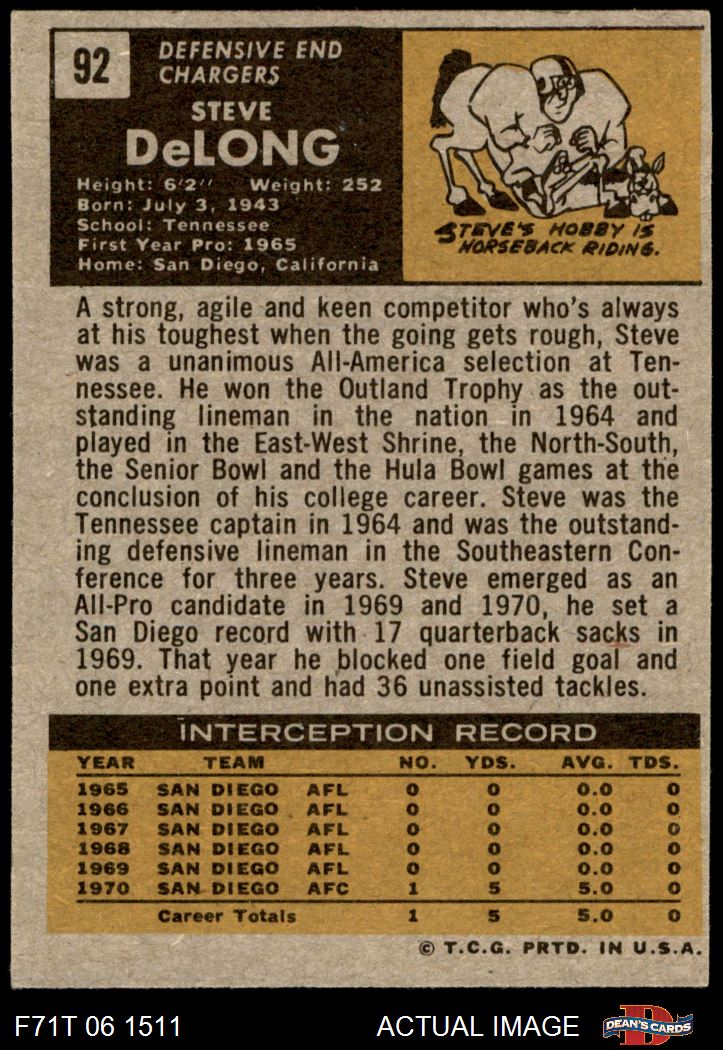 92
DEFENSIVE END
CHARGERS
STEVE
DeLONG
Height: 6'2" Weight: 252
Born: July 3, 1943
School: Tennessee
First Year Pro: 1965
Home: San Diego, California
STEVE'S HOBBY IS
HORSEBACK RIDING.
A strong, agile and keen competitor who's always
at his toughest when the going gets rough, Steve
was a unanimous All-America selection at Ten-
nessee. He won the Outland Trophy as the out-
standing lineman in the nation in 1964 and
played in the East-West Shrine, the North-South,
the Senior Bowl and the Hula Bowl games at the
conclusion of his college career. Steve was the
Tennessee captain in 1964 and was the outstand-
ing defensive lineman in the Southeastern Con-
ference for three years. Steve emerged as an
All-Pro candidate in 1969 and 1970, he set a
San Diego record with 17 quarterback sacks in
1969. That year he blocked one field goal and
one extra point and had 36 unassisted tackles.
INTERCEPTION RECORD
YEAR TEAM NO. YDS. AVG. TDS.
1965 SAN DIEGO AFL 0 0 0.0 0
1966 SAN DIEGO AFL 0 0 0.0 0
1967 SAN DIEGO AFL 0 0 0.0 0
1968 SAN DIEGO AFL 0 0 0.0 0
1969 SAN DIEGO AFL 0 0 0.0 0
1970 SAN DIEGO AFC 1 5 5.0 0
Career Totals 1 5 5.0 0
© T.C.G. PRTD. IN U.S.A.
F71T 06 1511 ACTUAL IMAGE DEAN'S CARDS